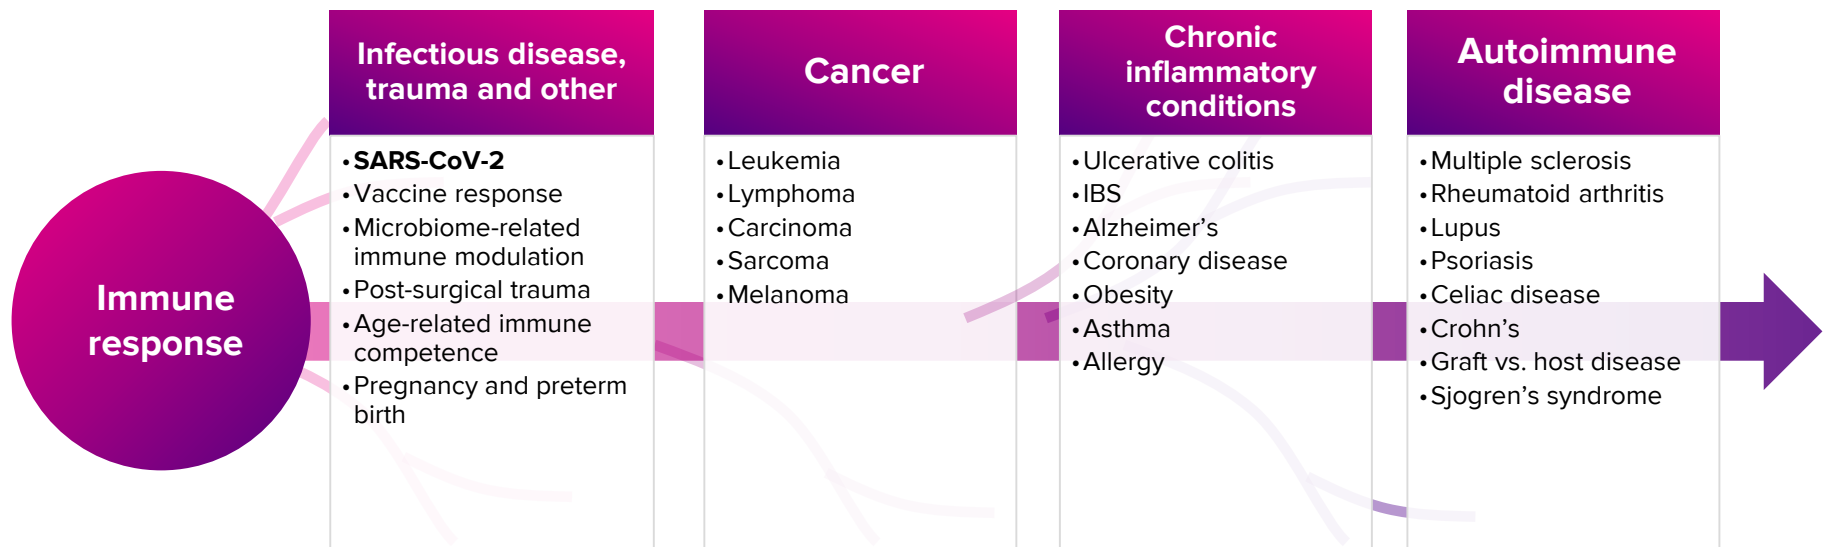 Immune
response
Infectious disease,
trauma and other
•SARS-CoV-2
•Vaccine response
•Microbiome-related
immune modulation
•Post-surgical trauma
•Age-related immune
competence
•Pregnancy and preterm
birth
Cancer
•Leukemia
•Lymphoma
•Carcinoma
•Sarcoma
•Melanoma
Chronic
inflammatory
conditions
•Ulcerative colitis
•IBS
•Alzheimer’s
•Coronary disease
•Obesity
•Asthma
•Allergy
Autoimmune
disease
•Multiple sclerosis
•Rheumatoid arthritis
•Lupus
•Psoriasis
•Celiac disease
•Crohn’s
•Graft vs. host disease
•Sjogren’s syndrome